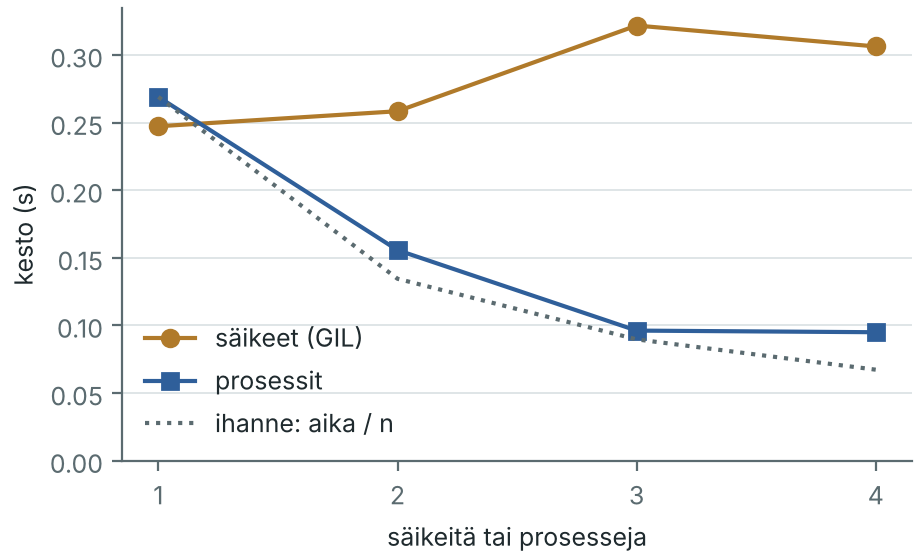 0.30
0.25
0.20
0.15
0.10
0.05
0.00
kesto (s)
säikeet (GIL)
prosessit
ihanne: aika / n
1 2 3 4
säikeitä tai prosesseja